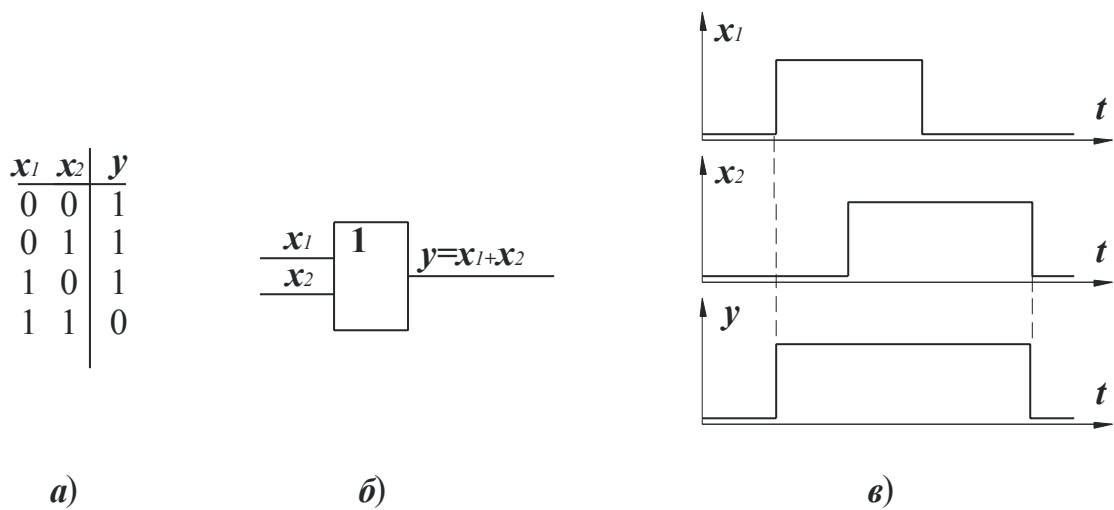 x1 x2 y
0 0 1
0 1 1
1 0 1
1 1 0
а)
x1
x2
1
y=x1+x2
б)
x1
t
x2
t
y
t
в)